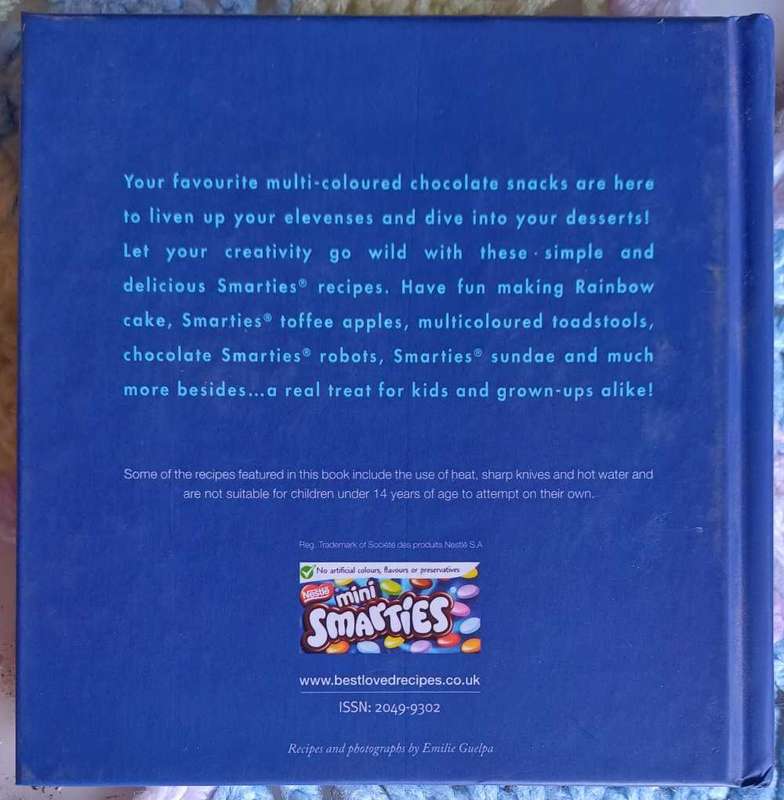 Your favourite multi-coloured chocolate snacks are here
to liven up your elevenses and dive into your desserts!
Let your creativity go wild with these simple and
delicious Smarties® recipes. Have fun making Rainbow
cake, Smarties® toffee apples, multicoloured toadstools,
chocolate Smarties® robots, Smarties® sundae and much
more besides...a real treat for kids and grown-ups alike!
Some of the recipes featured in this book include the use of heat, sharp knives and hot water and
are not suitable for children under 14 years of age to attempt on their own.
Reg. Trademark of Société des produits Nestlé S.A
No artificial colours, flavours or preservatives
Nestlé
mini
SMARTIES
www.bestlovedrecipes.co.uk
ISSN: 2049-9302
Recipes and photographs by Emilie Guelpa